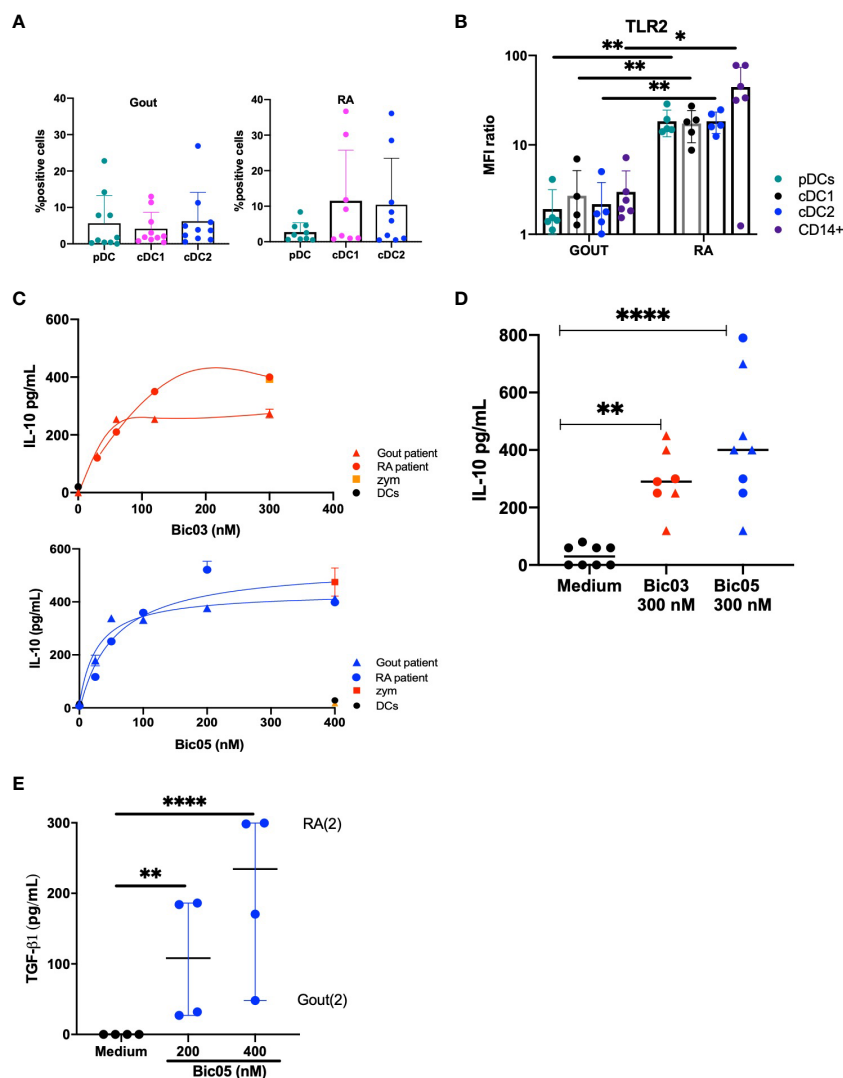 A
Gout
%positive cells
40
30
20
10
0
pDC
cDC1
cDC2
RA
%positive cells
40
30
20
10
0
pDC
cDC1
cDC2
B
TLR2
**
*
**
**
MFI ratio
100
10
1
GOUT
RA
pDCs
cDC1
cDC2
CD14+
C
IL-10 pg/mL
600
400
200
0
0
100
200
300
400
Bic03 (nM)
Gout patient
RA patient
zym
DCs
IL-10 (pg/mL)
600
400
200
0
0
100
200
300
400
Bic05 (nM)
Gout patient
RA patient
zym
DCs
D
****
**
IL-10 pg/mL
800
600
400
200
0
Medium
Bic03
300 nM
Bic05
300 nM
E
****
**
TGF-β1 (pg/mL)
300
200
100
0
RA(2)
Gout(2)
Medium
200
400
Bic05 (nM)